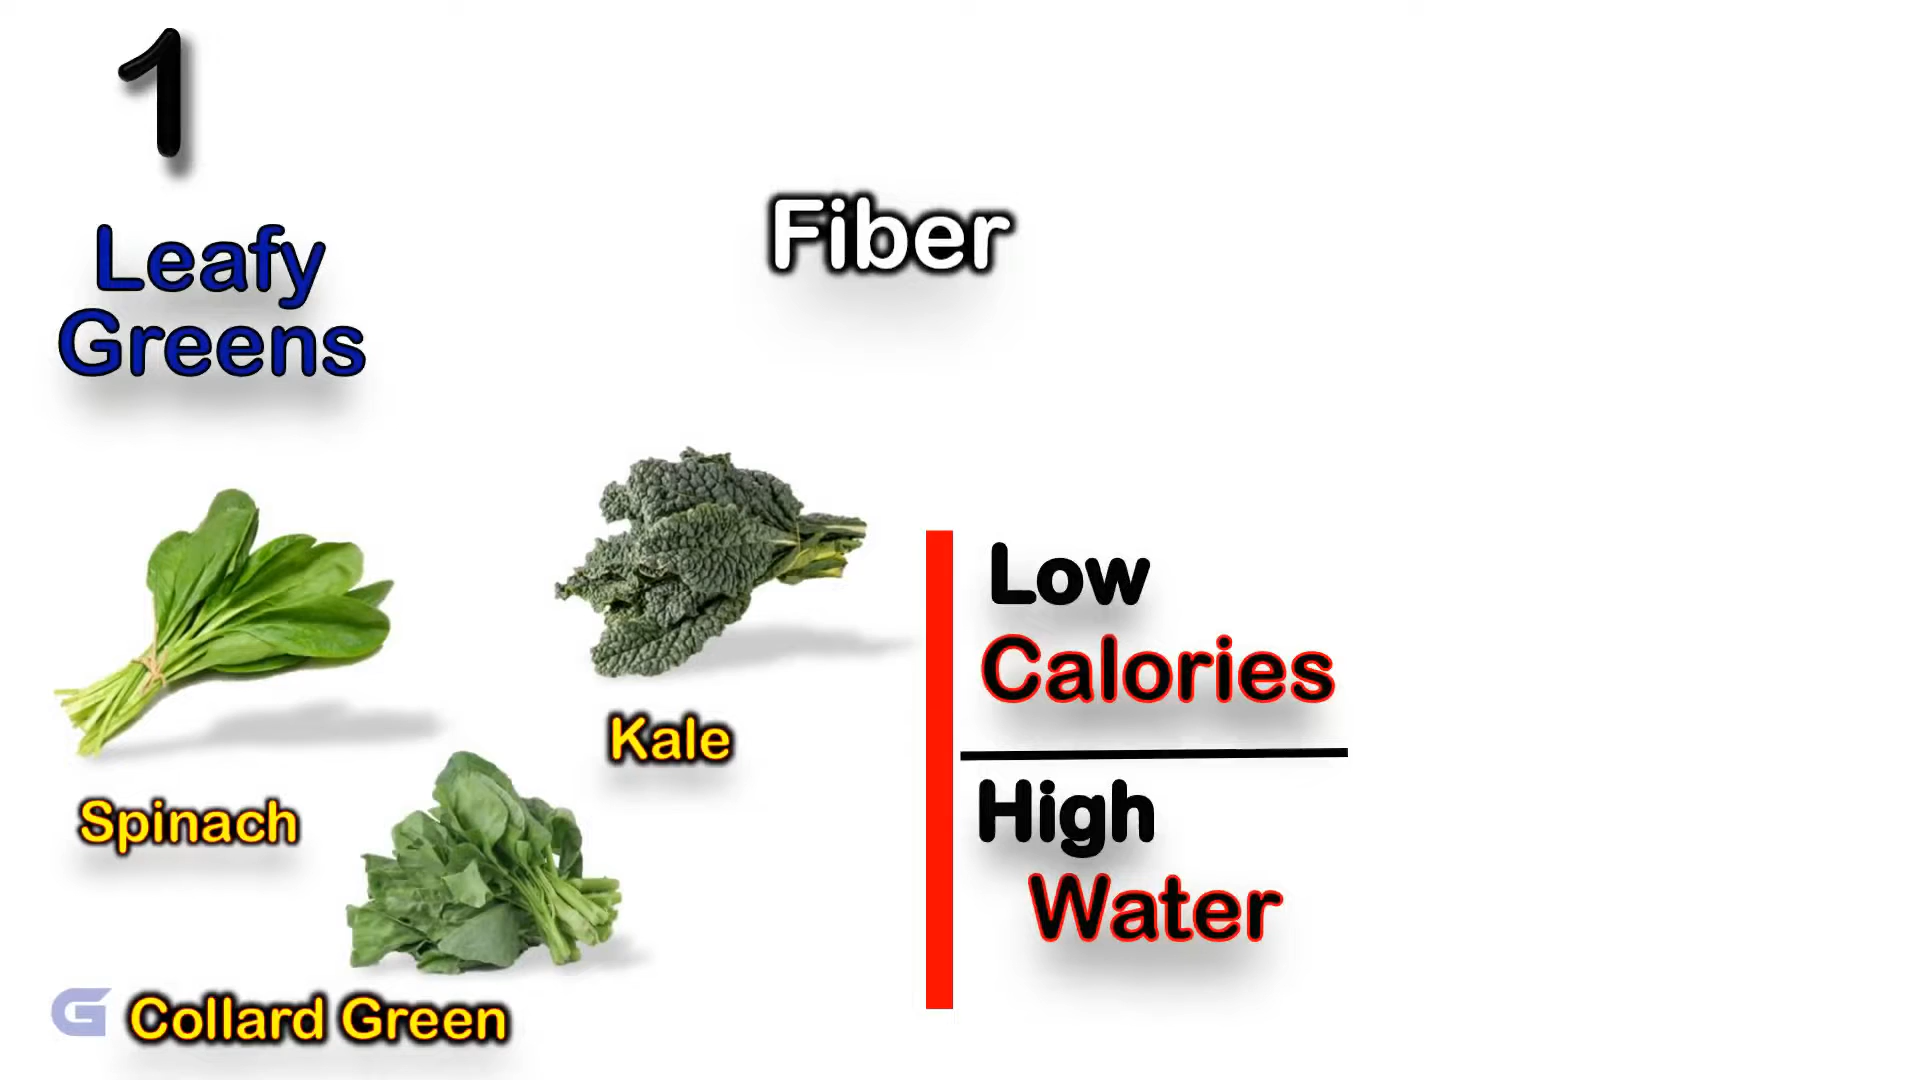 1
Leafy
Greens
Fiber
Kale
Spinach
Collard Green
Low
Calories
High
Water
G